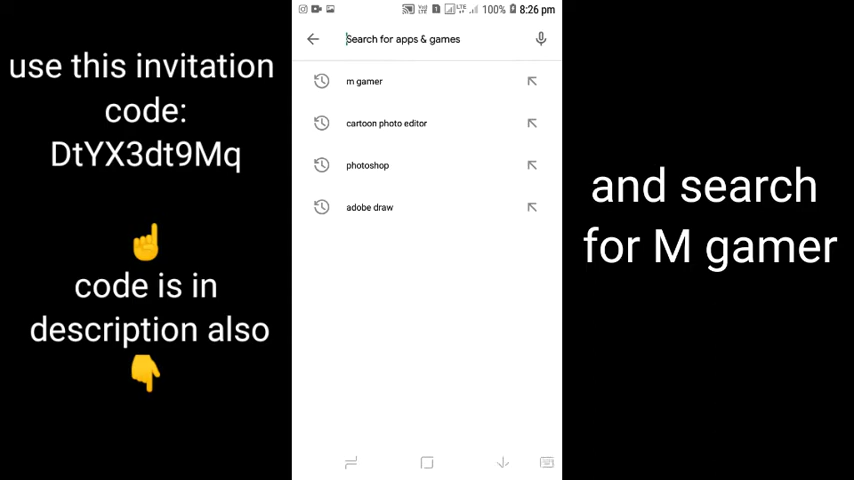 use this invitation
code:
DtYX3dt9Mq
code is in
description also
100% 8:26 pm
Search for apps & games
m gamer
cartoon photo editor
photoshop
adobe draw
and search
for M gamer